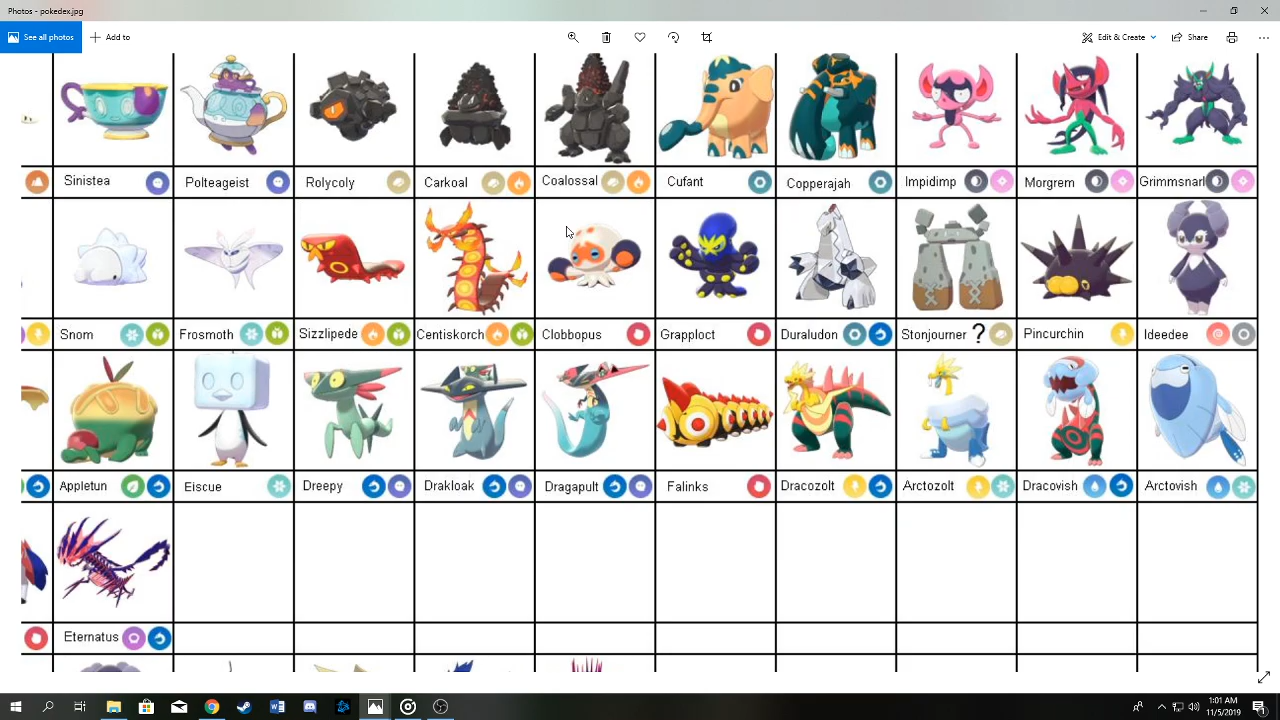 Photos - pokedex.jpg
See all photos
Add to
Edit & Create
Share
Sinistea
Polteageist
Rolycoly
Carkoal
Coalossal
Cufant
Copperajah
Impidimp
Morgrem
Grimmsnarl
Snom
Frosmoth
Sizzlipede
Centiskorch
Clobbopus
Grapploct
Duraludon
Stonjourner ?
Pincurchin
Ideedee
Appletun
Eiscue
Dreepy
Drakloak
Dragapult
Falinks
Dracozolt
Arctozolt
Dracovish
Arctovish
Eternatus
1:01 AM
11/5/2019